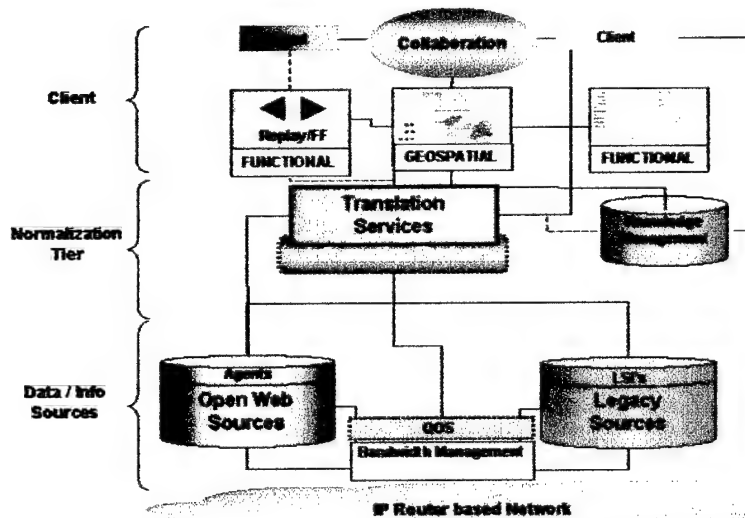 Collaboration
Client
Client
Replay/FF
FUNCTIONAL
GEOSPATIAL
FUNCTIONAL
Translation
Services
Normalization
Tier
Knowledge
Management
Data / Info
Sources
Agents
Open Web
Sources
LSI's
Legacy
Sources
QOS
Bandwidth Management
IP Router based Network